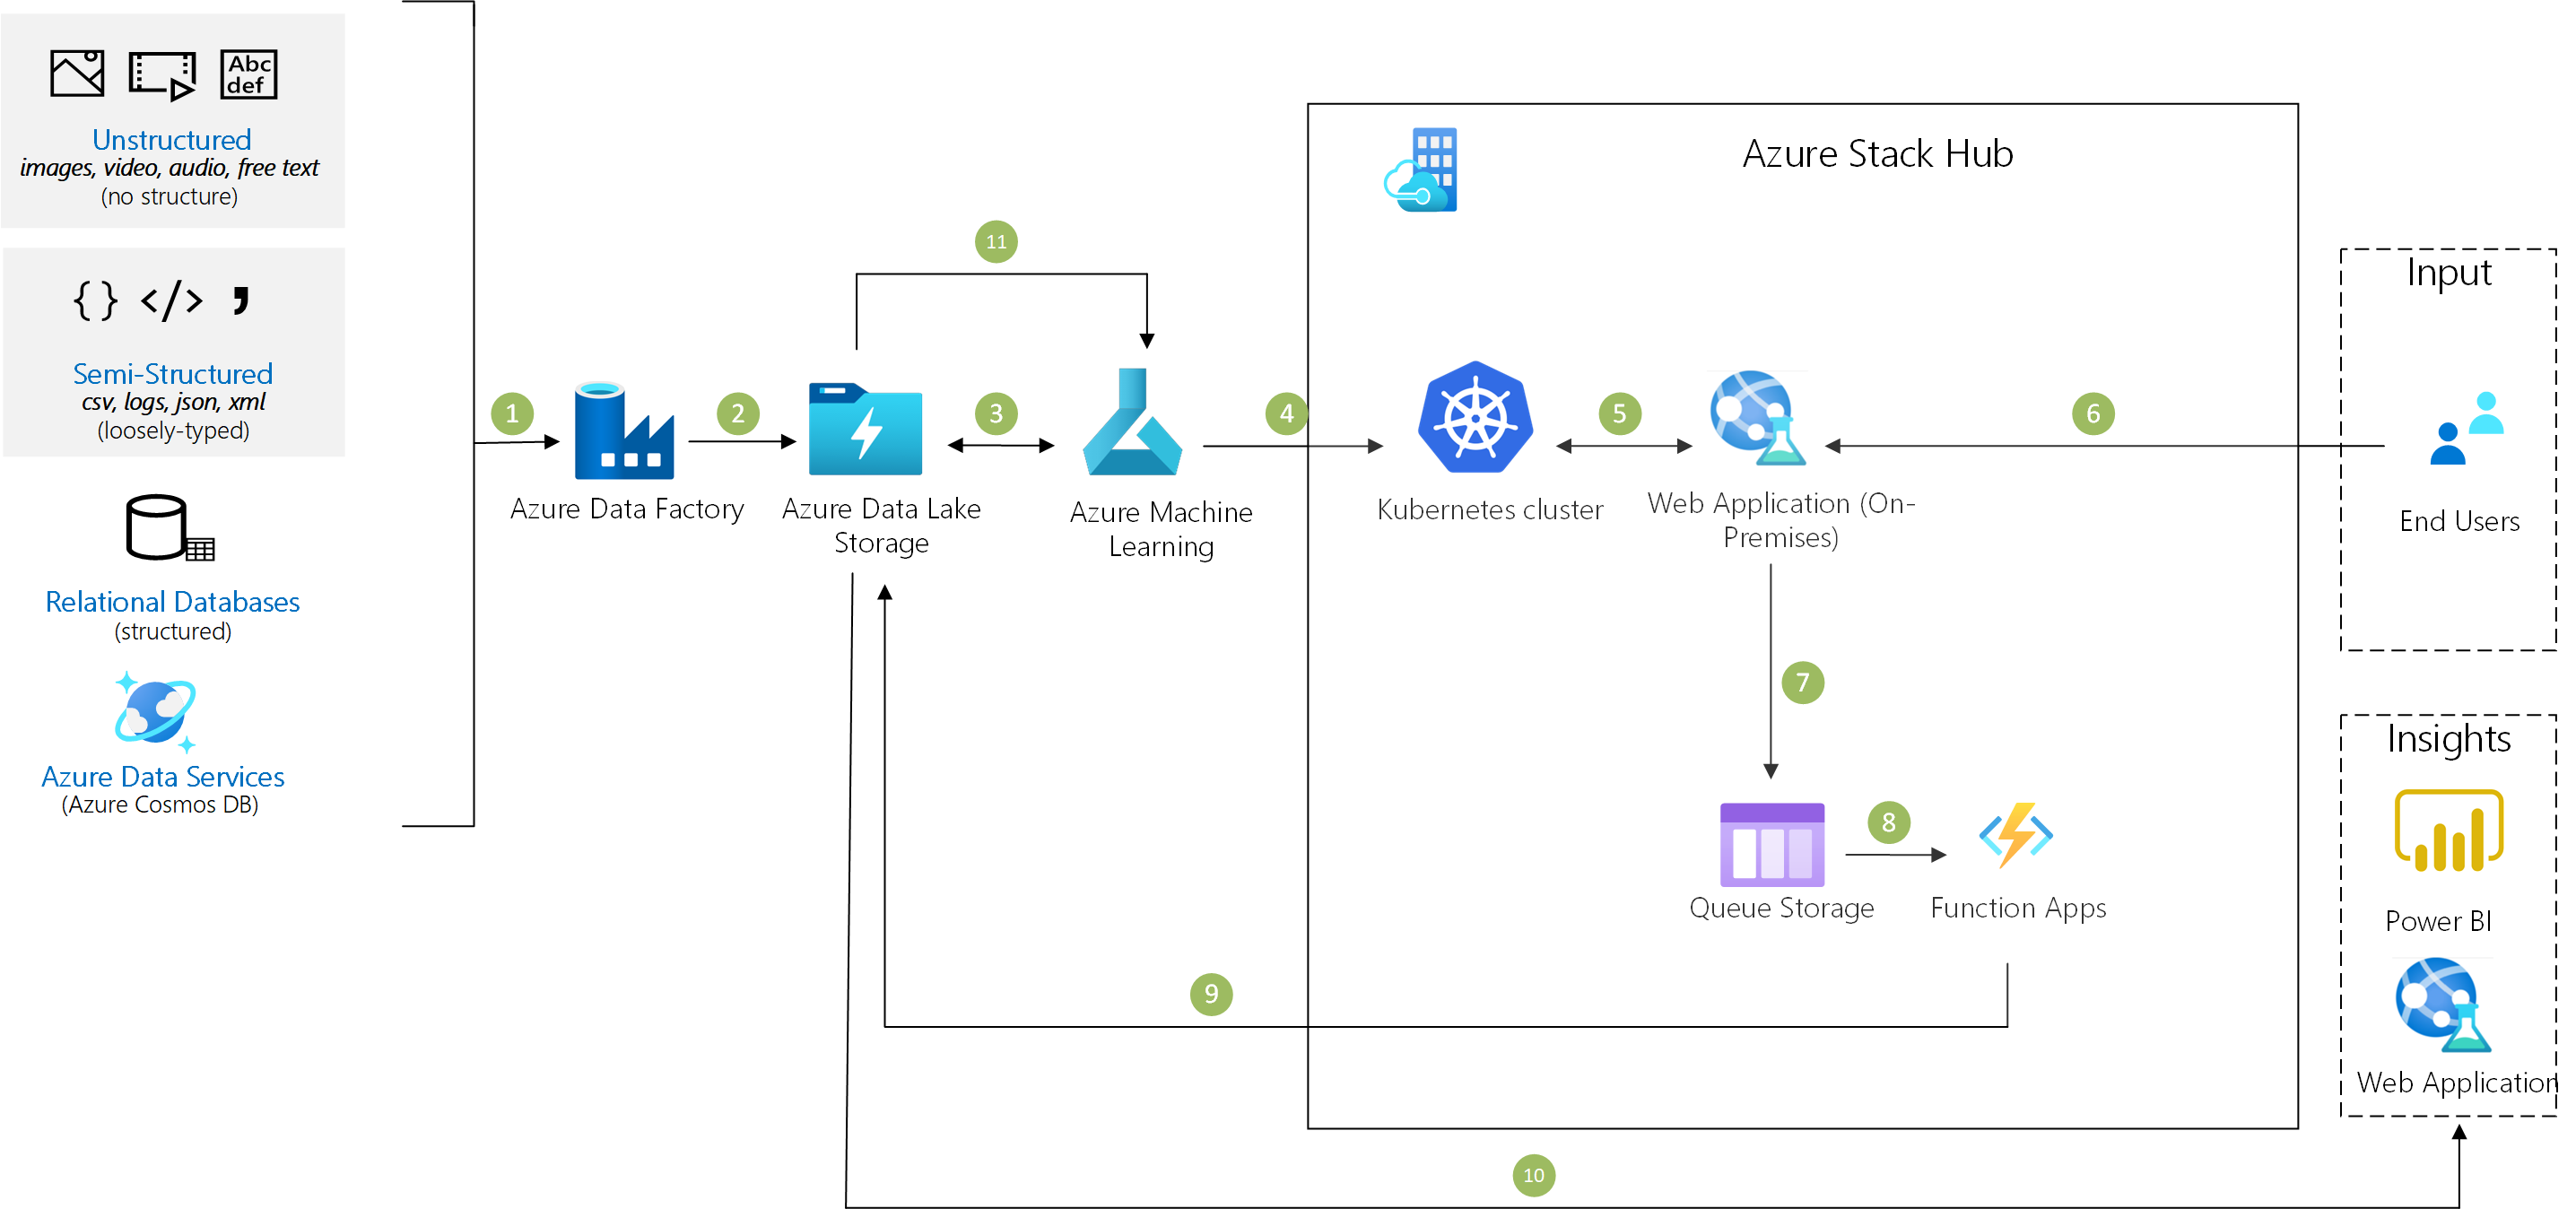 Abc
def
Unstructured
images, video, audio, free text
(no structure)
{ } </> ,
Semi-Structured
csv, logs, json, xml
(loosely-typed)
Relational Databases
(structured)
Azure Data Services
(Azure Cosmos DB)
1
Azure Data Factory
2
Azure Data Lake
Storage
11
3
Azure Machine
Learning
4
Azure Stack Hub
Kubernetes cluster
5
Web Application (On-
Premises)
6
7
Queue Storage
8
Function Apps
9
10
Input
End Users
Insights
Power BI
Web Application